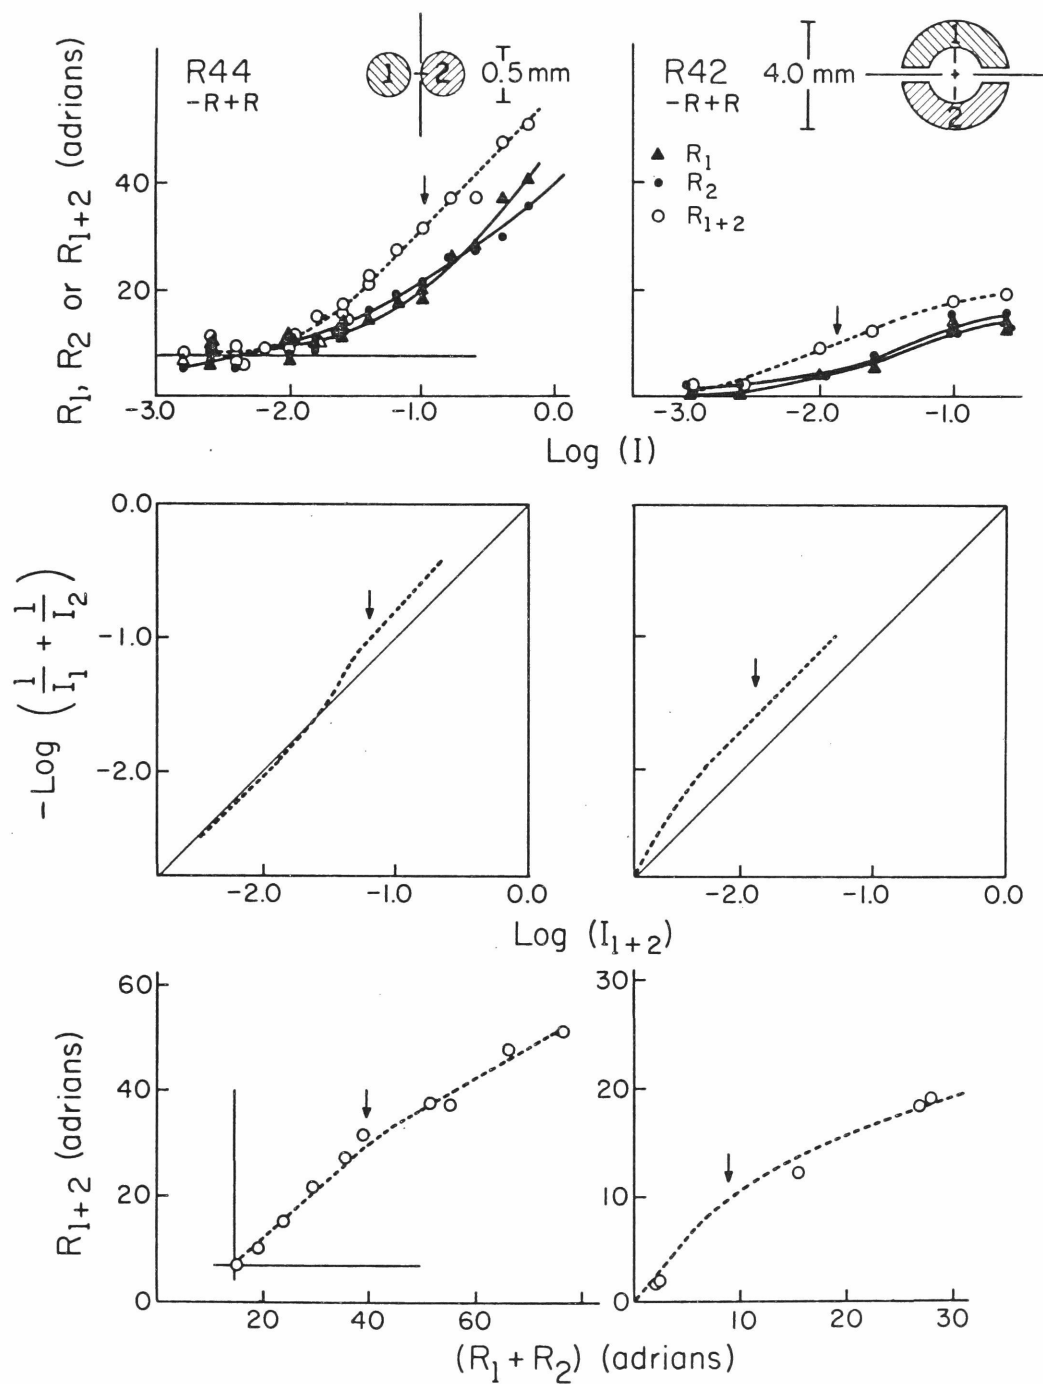 R44
-R+R
1
2
0.5 mm
R42
-R+R
4.0 mm
1
2
R₁
R₂
R₁₊₂
R₁, R₂ or R₁₊₂ (adrians)
40
20
-3.0 -2.0 -1.0 0.0
-3.0 -2.0 -1.0
Log (I)
-Log (1/I₁ + 1/I₂)
0.0
-1.0
-2.0
-2.0 -1.0 0.0
-2.0 -1.0 0.0
Log (I₁₊₂)
R₁₊₂ (adrians)
60
40
20
0
20 40 60
30
20
10
0
10 20 30
(R₁ + R₂) (adrians)